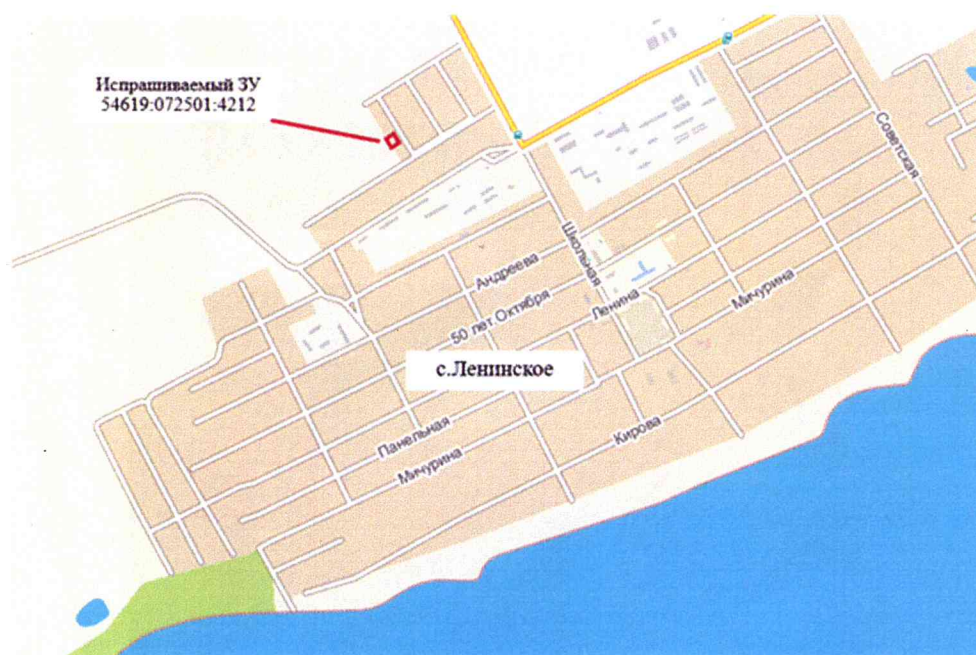 Испрашиваемый ЗУ
54619:072501:4212
Советская
Школьная
Андреева
50 лет Октября
Ленина
Мичурина
с.Ленинское
Панельная
Мичурина
Кирова